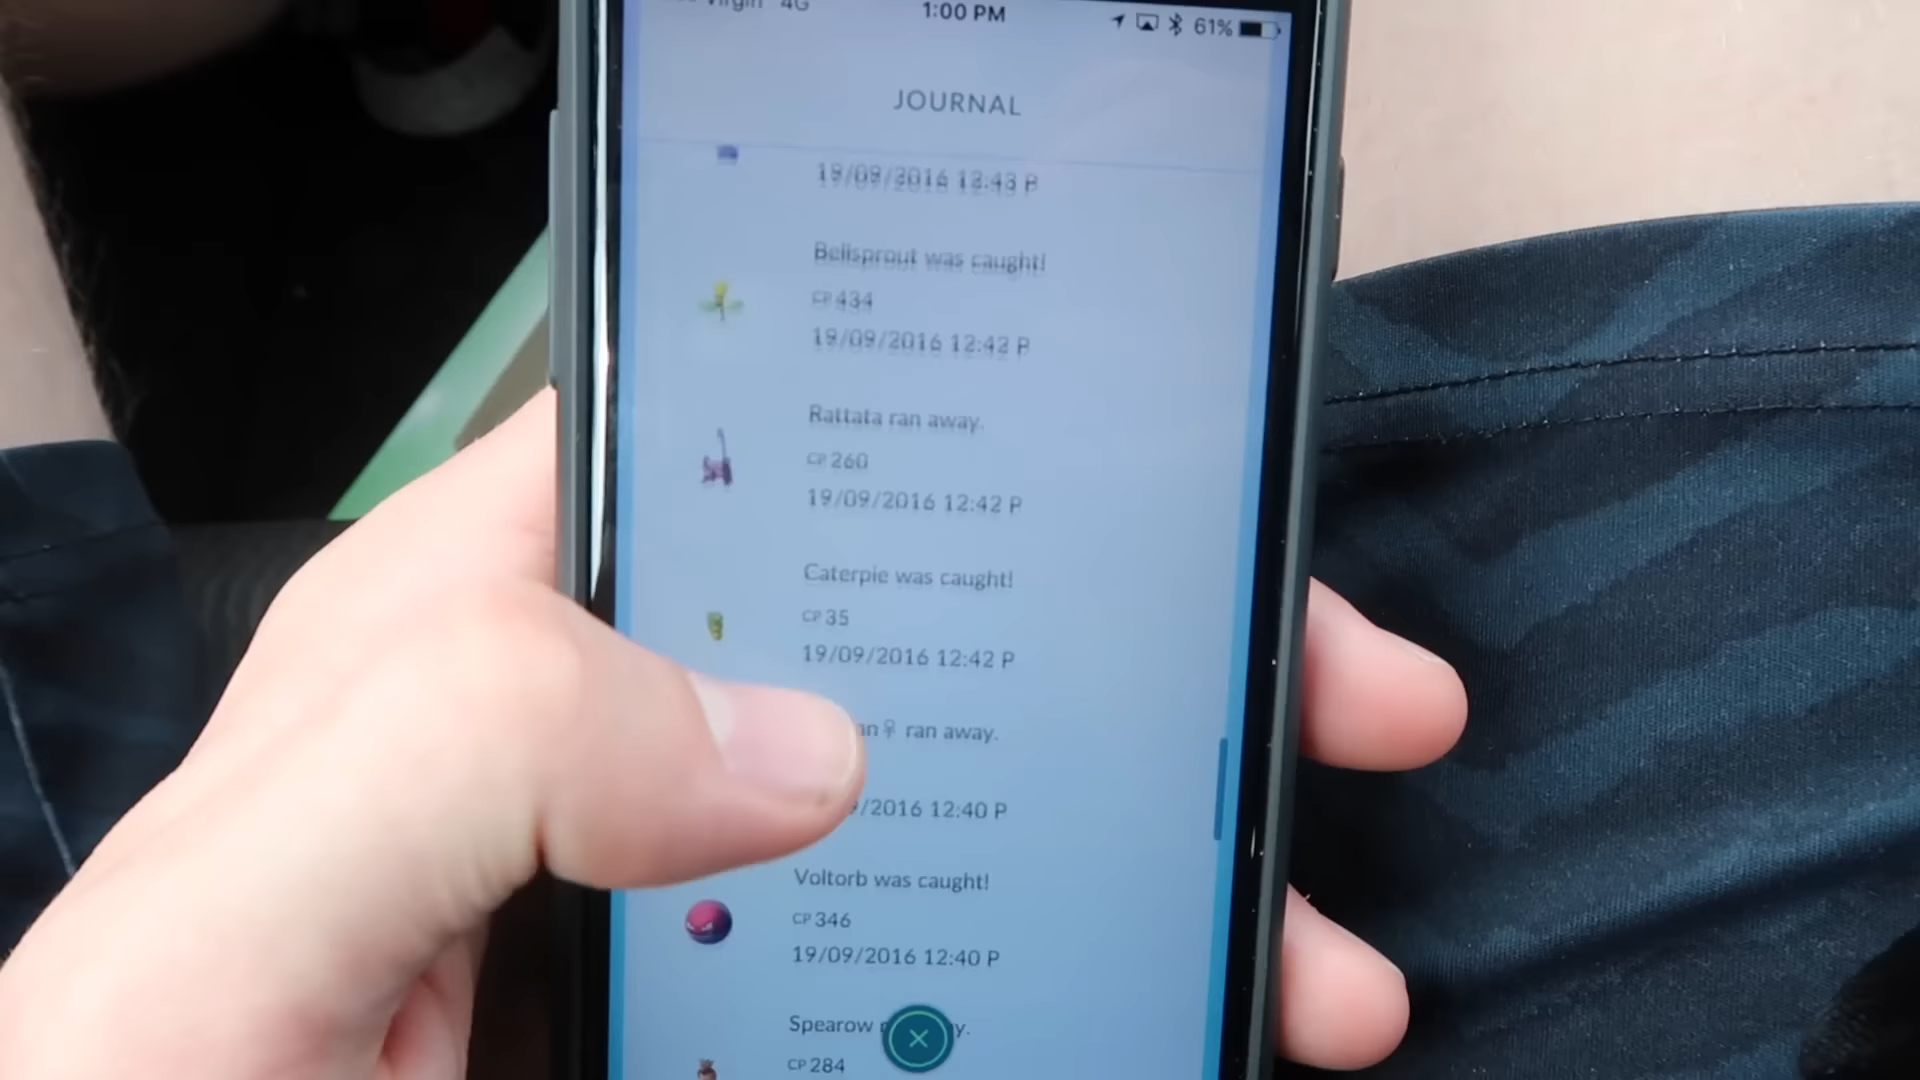 Virgin 4G 1:00 PM 61%
JOURNAL
19/09/2016 12:43 P
Bellsprout was caught!
CP 434
19/09/2016 12:42 P
Rattata ran away.
CP 260
19/09/2016 12:42 P
Caterpie was caught!
CP 35
19/09/2016 12:42 P
♀ ran away.
/2016 12:40 P
Voltorb was caught!
CP 346
19/09/2016 12:40 P
Spearow
CP 284